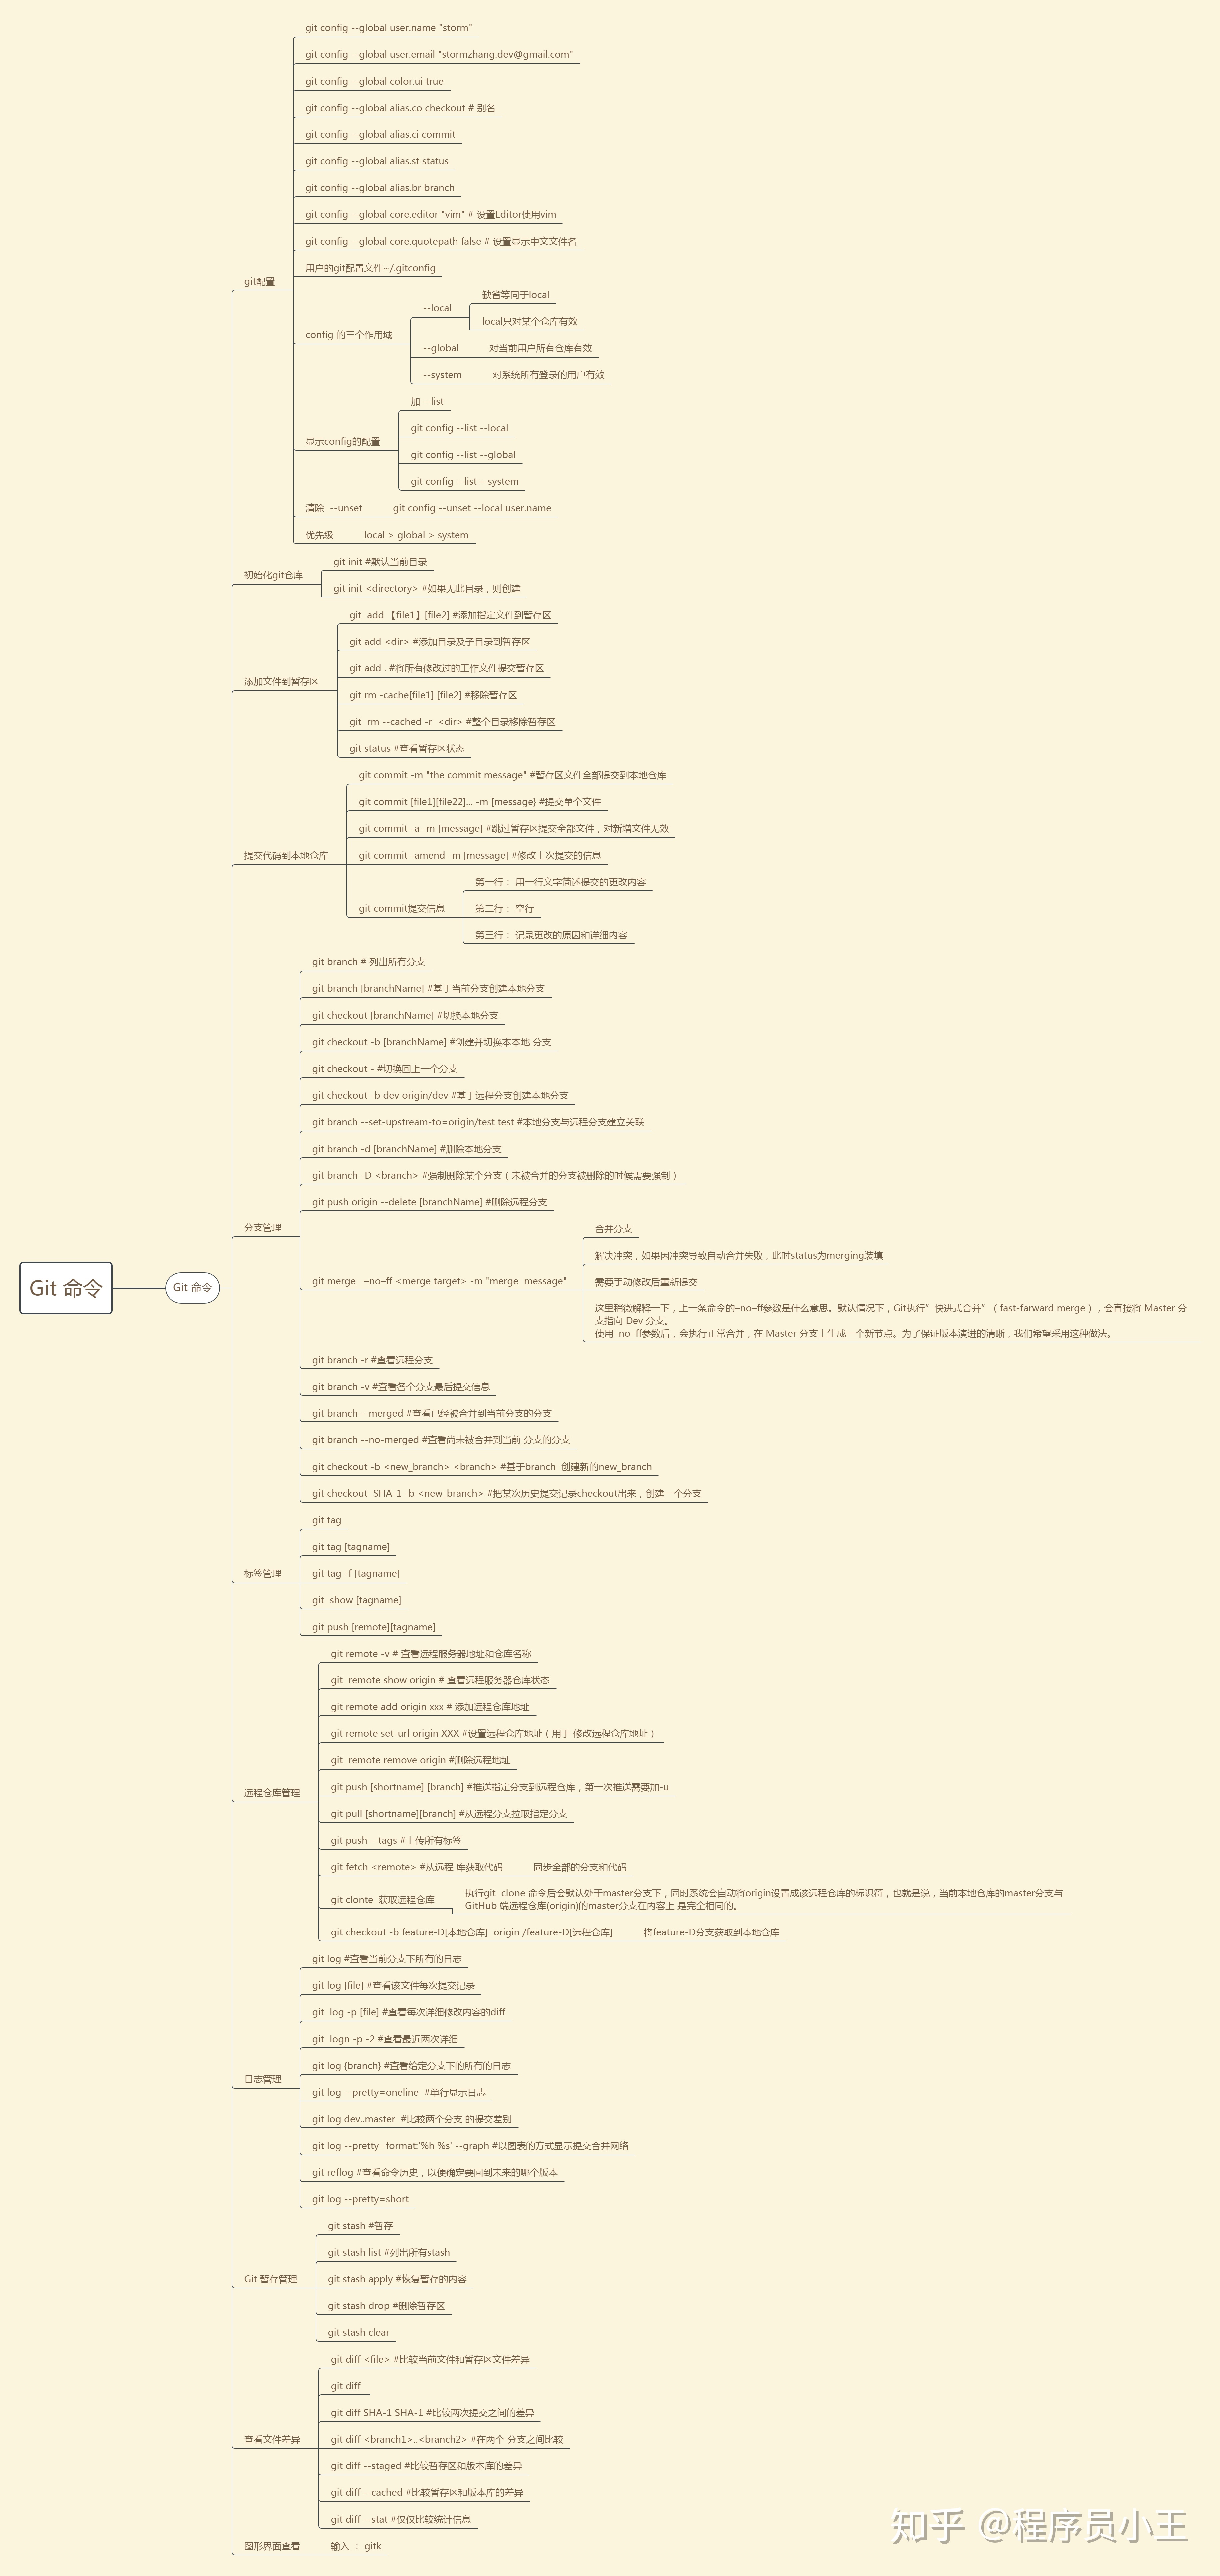 git config --global user.name "storm"
git config --global user.email "stormzhang.dev@gmail.com"
git config --global color.ui true
git config --global alias.co checkout # 别名
git config --global alias.ci commit
git config --global alias.st status
git config --global alias.br branch
git config --global core.editor "vim" # 设置Editor使用vim
git config --global core.quotepath false # 设置显示中文文件名
用户的git配置文件~/.gitconfig
git配置
缺省等同于local
--local
local只对某个仓库有效
config 的三个作用域
--global 对当前用户所有仓库有效
--system 对系统所有登录的用户有效
加 --list
git config --list --local
显示config的配置
git config --list --global
git config --list --system
清除 --unset git config --unset --local user.name
优先级 local > global > system
git init #默认当前目录
初始化git仓库
git init <directory> #如果无此目录，则创建
git add 【file1】[file2] #添加指定文件到暂存区
git add <dir> #添加目录及子目录到暂存区
git add . #将所有修改过的工作文件提交暂存区
添加文件到暂存区
git rm -cache[file1] [file2] #移除暂存区
git rm --cached -r <dir> #整个目录移除暂存区
git status #查看暂存区状态
git commit -m "the commit message" #暂存区文件全部提交到本地仓库
git commit [file1][file22]... -m [message) #提交单个文件
git commit -a -m [message] #跳过暂存区提交全部文件，对新增文件无效
提交代码到本地仓库
git commit -amend -m [message] #修改上次提交的信息
第一行： 用一行文字简述提交的更改内容
git commit提交信息
第二行： 空行
第三行： 记录更改的原因和详细内容
git branch # 列出所有分支
git branch [branchName] #基于当前分支创建本地分支
git checkout [branchName] #切换本地分支
git checkout -b [branchName] #创建并切换本本地 分支
git checkout - #切换回上一个分支
git checkout -b dev origin/dev #基于远程分支创建本地分支
git branch --set-upstream-to=origin/test test #本地分支与远程分支建立关联
git branch -d [branchName] #删除本地分支
git branch -D <branch> #强制删除某个分支（未被合并的分支被删除的时候需要强制）
git push origin --delete [branchName] #删除远程分支
分支管理
合并分支
解决冲突，如果因冲突导致自动合并失败，此时status为merging装填
git merge –no–ff <merge target> -m "merge message"
需要手动修改后重新提交
这里稍微解释一下，上一条命令的–no–ff参数是什么意思。默认情况下，Git执行”快进式合并”（fast-farward merge），会直接将 Master 分
支指向 Dev 分支。
使用–no–ff参数后，会执行正常合并，在 Master 分支上生成一个新节点。为了保证版本演进的清晰，我们希望采用这种做法。
Git 命令
Git 命令
git branch -r #查看远程分支
git branch -v #查看各个分支最后提交信息
git branch --merged #查看已经被合并到当前分支的分支
git branch --no-merged #查看尚未被合并到当前 分支的分支
git checkout -b <new_branch> <branch> #基于branch 创建新的new_branch
git checkout SHA-1 -b <new_branch> #把某次历史提交记录checkout出来，创建一个分支
git tag
git tag [tagname]
标签管理
git tag -f [tagname]
git show [tagname]
git push [remote][tagname]
git remote -v # 查看远程服务器地址和仓库名称
git remote show origin # 查看远程服务器仓库状态
git remote add origin xxx # 添加远程仓库地址
git remote set-url origin XXX #设置远程仓库地址（用于 修改远程仓库地址）
git remote remove origin #删除远程地址
远程仓库管理
git push [shortname] [branch] #推送指定分支到远程仓库，第一次推送需要加-u
git pull [shortname][branch] #从远程分支拉取指定分支
git push --tags #上传所有标签
git fetch <remote> #从远程 库获取代码 同步全部的分支和代码
git clonte 获取远程仓库
执行git clone 命令后会默认处于master分支下，同时系统会自动将origin设置成该远程仓库的标识符，也就是说，当前本地仓库的master分支与
GitHub 端远程仓库(origin)的master分支在内容上 是完全相同的。
git checkout -b feature-D[本地仓库] origin /feature-D[远程仓库] 将feature-D分支获取到本地仓库
git log #查看当前分支下所有的日志
git log [file] #查看该文件每次提交记录
git log -p [file] #查看每次详细修改内容的diff
git logn -p -2 #查看最近两次详细
git log (branch) #查看给定分支下的所有的日志
日志管理
git log --pretty=oneline #单行显示日志
git log dev..master #比较两个分支 的提交差别
git log --pretty=format:'%h %s' --graph #以图表的方式显示提交合并网络
git reflog #查看命令历史，以便确定要回到未来的哪个版本
git log --pretty=short
git stash #暂存
git stash list #列出所有stash
Git 暂存管理
git stash apply #恢复暂存的内容
git stash drop #删除暂存区
git stash clear
git diff <file> #比较当前文件和暂存区文件差异
git diff
git diff SHA-1 SHA-1 #比较两次提交之间的差异
查看文件差异
git diff <branch1>..<branch2> #在两个 分支之间比较
git diff --staged #比较暂存区和版本库的差异
git diff --cached #比较暂存区和版本库的差异
git diff --stat #仅仅比较统计信息
图形界面查看 输入 ： gitk
知乎 @程序员小王